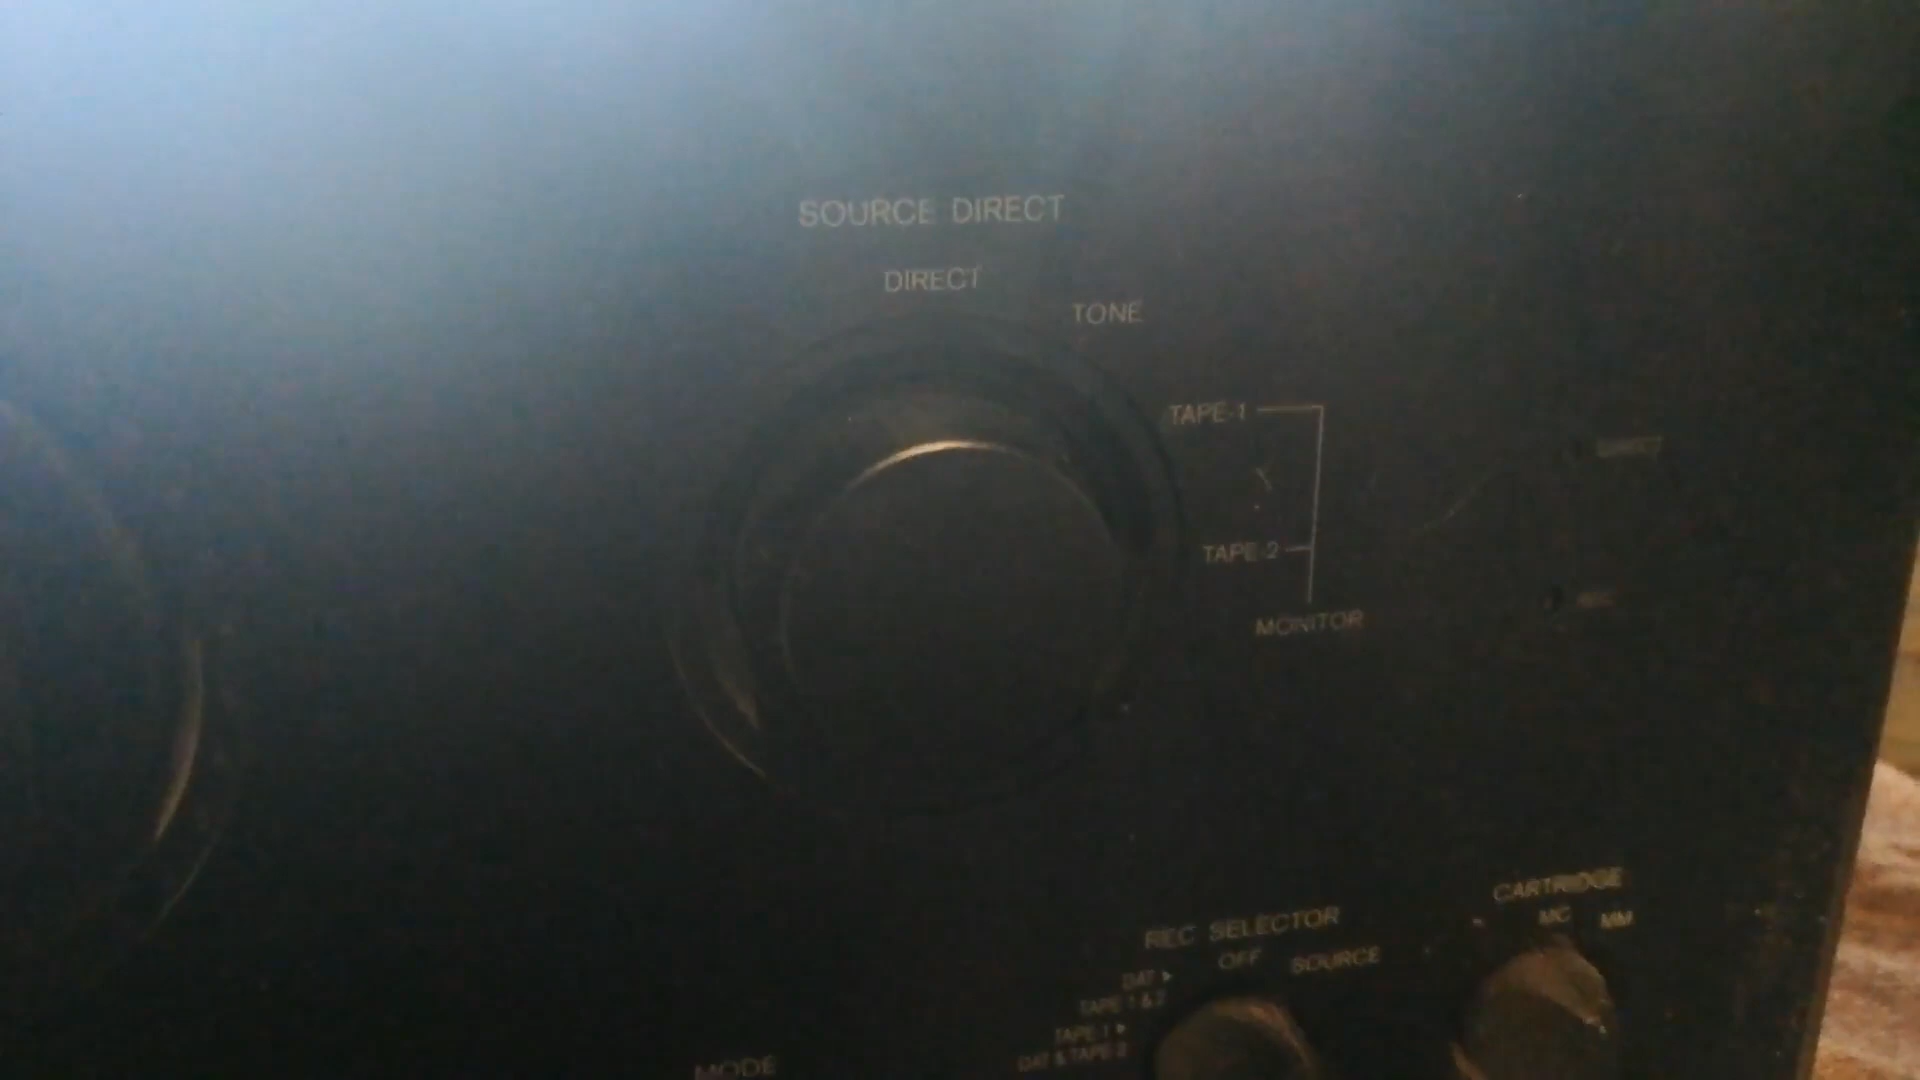 SOURCE DIRECT
DIRECT
TONE
TAPE-1
TAPE-2
MONITOR
CARTRIDGE
MC MM
REC SELECTOR
OFF SOURCE
DAT ▸
TAPE 1 & 2
TAPE 1 ▸
DAT & TAPE 2
MODE